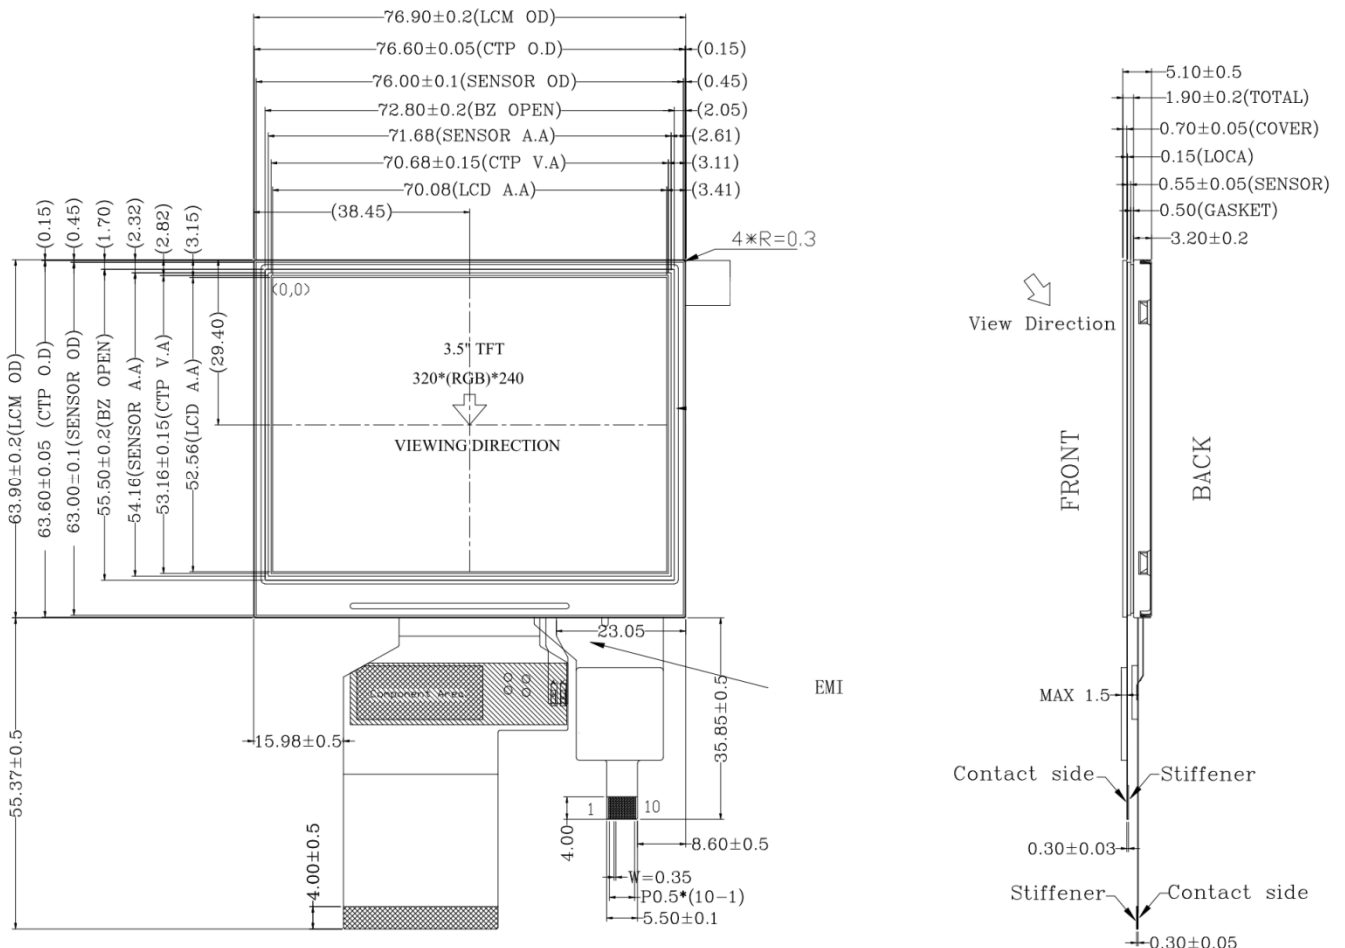 76.90±0.2(LCM OD)
76.60±0.05(CTP O.D)
(0.15)
76.00±0.1(SENSOR OD)
(0.45)
72.80±0.2(BZ OPEN)
(2.05)
71.68(SENSOR A.A)
(2.61)
70.68±0.15(CTP V.A)
(3.11)
70.08(LCD A.A)
(3.41)
(38.45)
4*R=0.3
(0.15)
(0.45)
(1.70)
(2.32)
(2.82)
(3.15)
63.90±0.2(LCM OD)
63.60±0.05 (CTP O.D)
63.00±0.1(SENSOR OD)
55.50±0.2(BZ OPEN)
54.16(SENSOR A.A)
53.16±0.15(CTP V.A)
52.56(LCD A.A)
(29.40)
(0,0)
3.5" TFT
320*(RGB)*240
VIEWING DIRECTION
23.05
EMI
Component Area
15.98±0.5
35.85±0.5
55.37±0.5
4.00±0.5
1
10
4.00
8.60±0.5
W=0.35
P0.5*(10-1)
5.50±0.1
5.10±0.5
1.90±0.2(TOTAL)
0.70±0.05(COVER)
0.15(LOCA)
0.55±0.05(SENSOR)
0.50(GASKET)
3.20±0.2
View Direction
FRONT
BACK
MAX 1.5
Contact side
Stiffener
0.30±0.03
Stiffener
Contact side
0.30±0.05